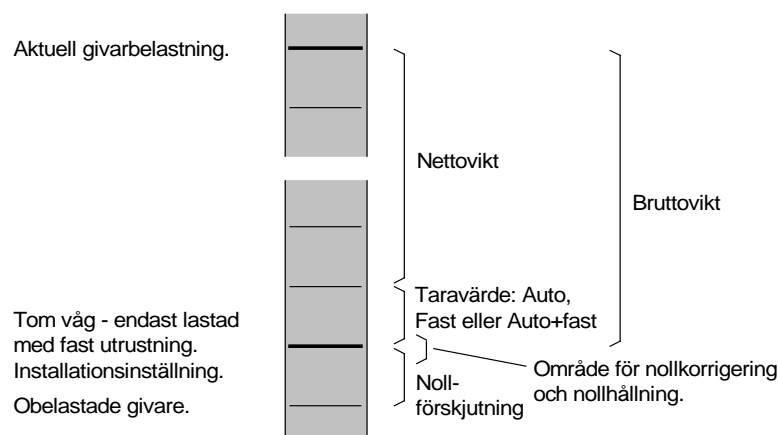 Aktuell givarbelastning.
Nettovikt
Bruttovikt
Taravärde: Auto,
Fast eller Auto+fast
Tom våg - endast lastad
med fast utrustning.
Installationsinställning.
Område för nollkorrigering
och nollhållning.
Noll-
förskjutning
Obelastade givare.